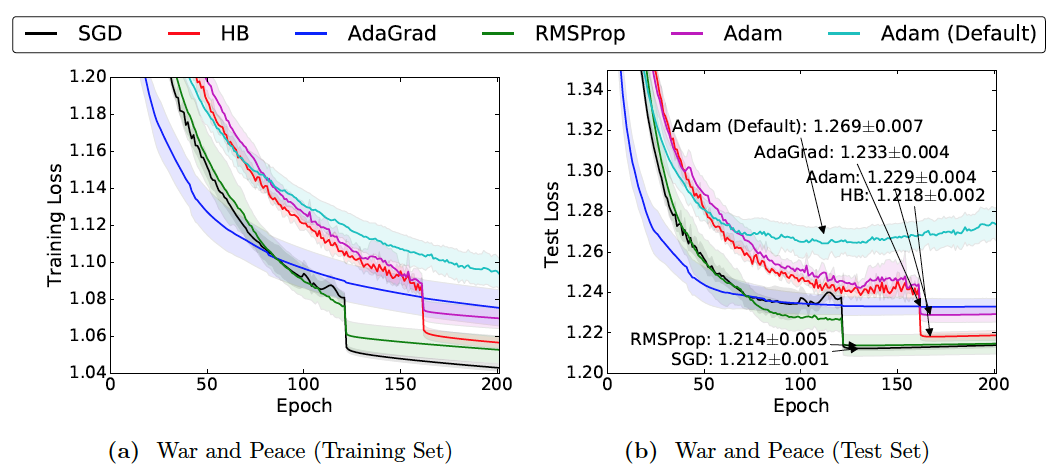 SGD HB AdaGrad RMSProp Adam Adam (Default)
1.20
1.18
1.16
1.14
1.12
1.10
1.08
1.06
1.04
Training Loss
0 50 100 150 200
Epoch
(a) War and Peace (Training Set)
1.34
1.32
1.30
1.28
1.26
1.24
1.22
1.20
Test Loss
Adam (Default): 1.269±0.007
AdaGrad: 1.233±0.004
Adam: 1.229±0.004
HB: 1.218±0.002
RMSProp: 1.214±0.005
SGD: 1.212±0.001
0 50 100 150 200
Epoch
(b) War and Peace (Test Set)